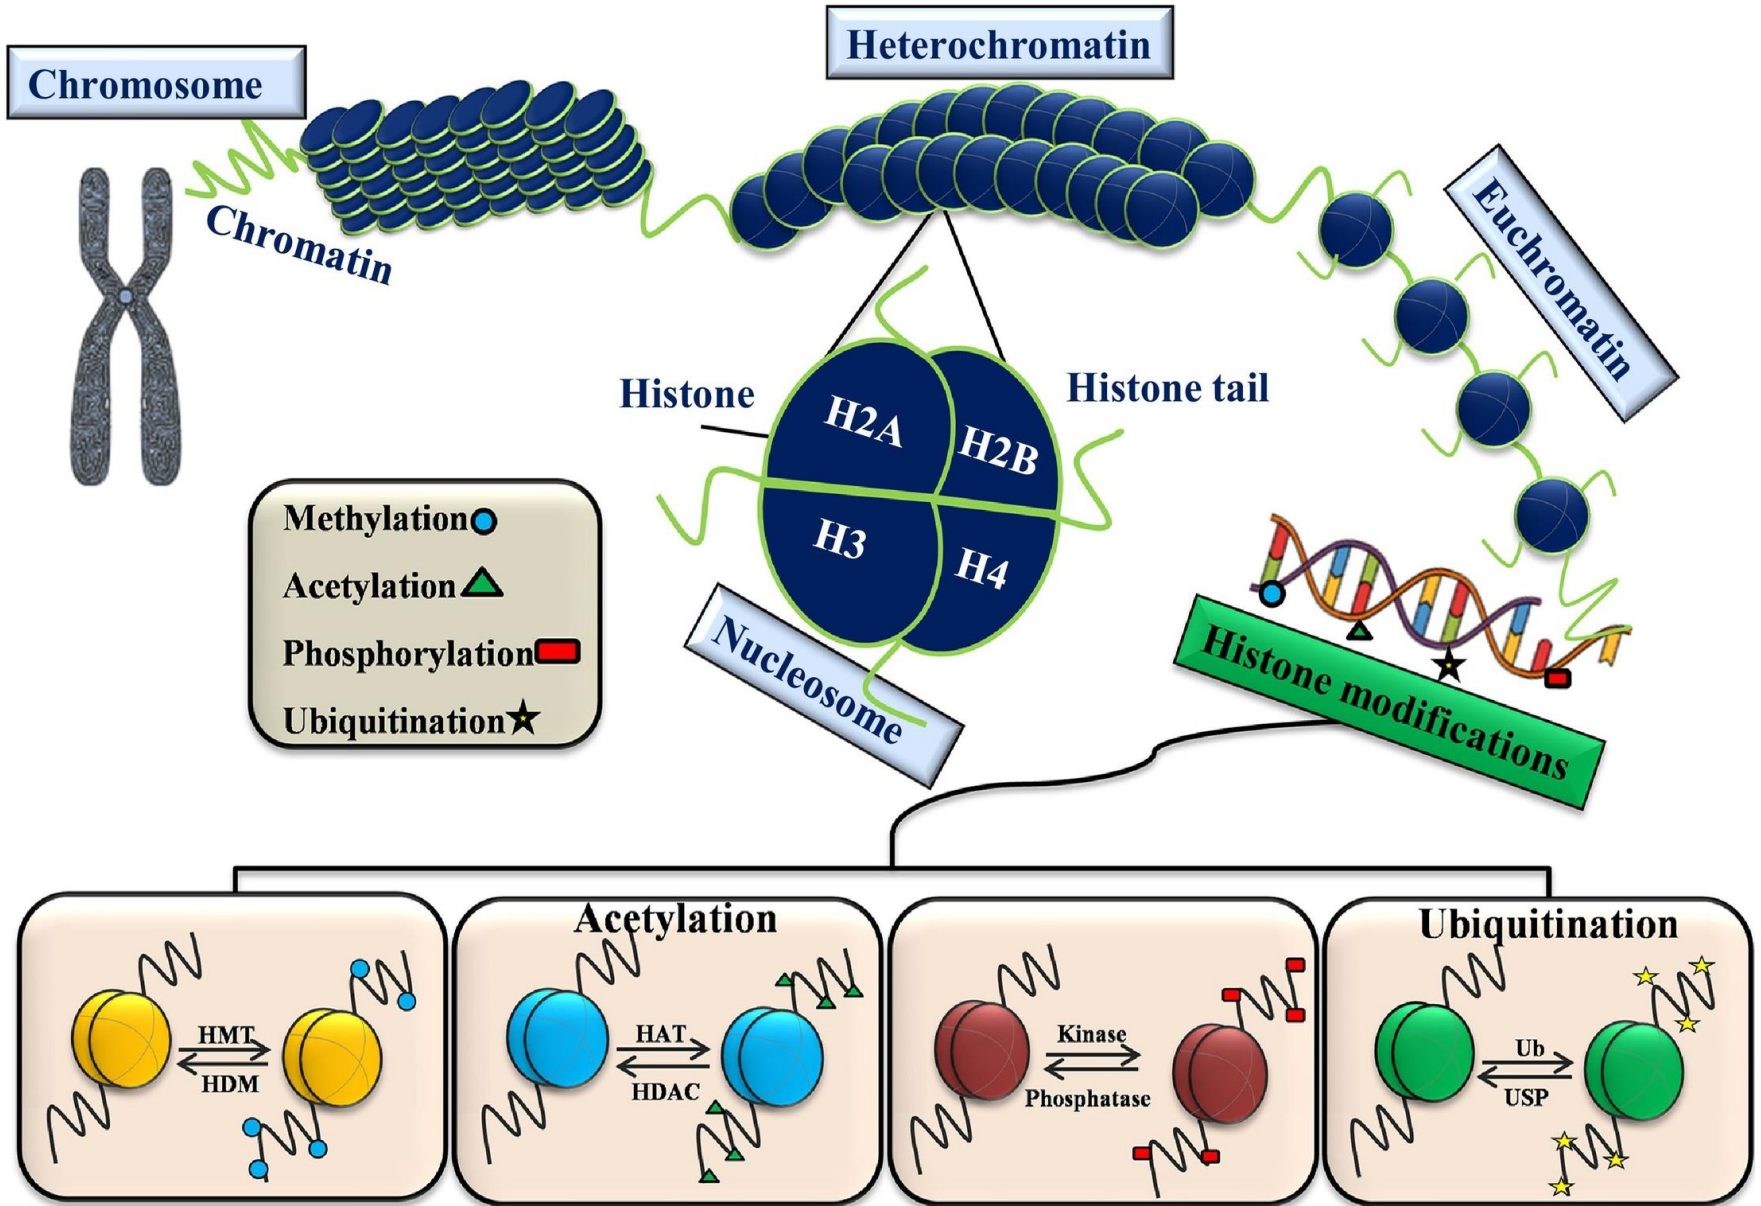 Heterochromatin
Chromosome
Chromatin
Euchromatin
Histone
Histone tail
H2A
H2B
H3
H4
Nucleosome
Methylation
Acetylation
Phosphorylation
Ubiquitination
Histone modifications
HMT
HDM
Acetylation
HAT
HDAC
Kinase
Phosphatase
Ubiquitination
Ub
USP